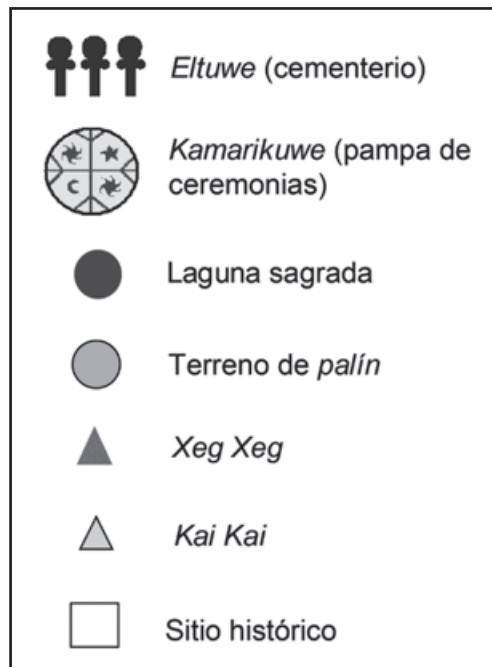 Eltuwe (cementerio)
Kamarikuwe (pampa de
ceremonias)
Laguna sagrada
Terreno de palín
Xeg Xeg
Kai Kai
Sitio histórico